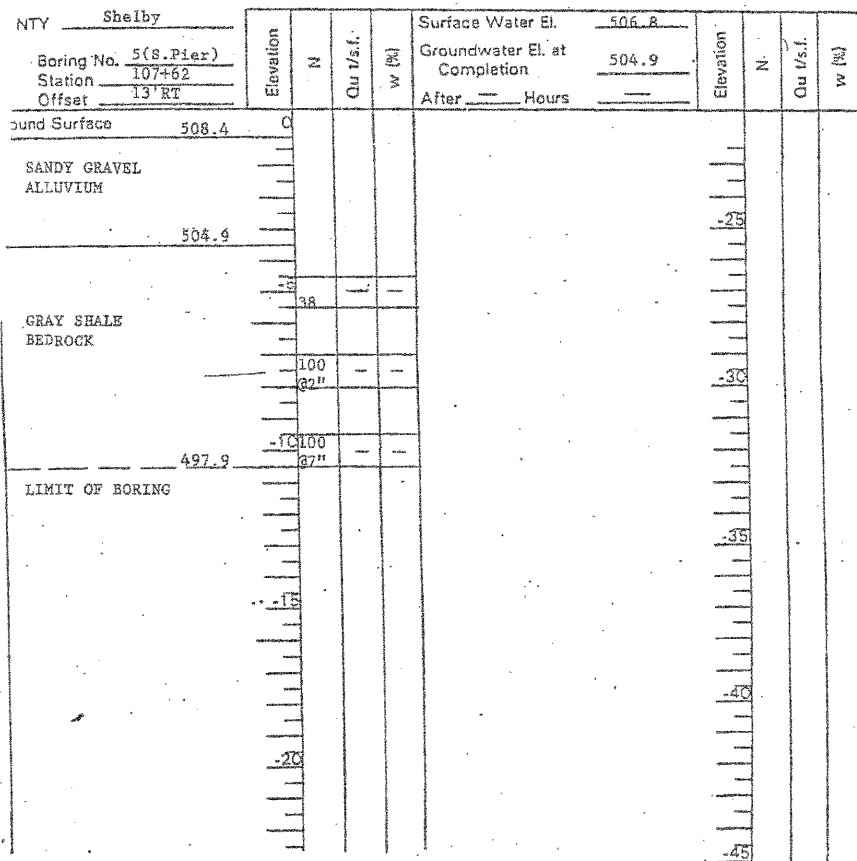 NTY Shelby
Boring No. 5(S.Pier)
Station 107+62
Offset 13'RT
Elevation
N
Qu t/s.f.
w (%)
Surface Water El. 506.8
Groundwater El. at
Completion 504.9
After — Hours —
Elevation
N
Qu t/s.f.
w (%)
ound Surface 508.4 0
SANDY GRAVEL
ALLUVIUM
-25
504.9
-5
38 — —
GRAY SHALE
BEDROCK
100 — —
@2"
-30
-10 100 — —
497.9 @7"
LIMIT OF BORING
-35
-15
-40
-20
-45